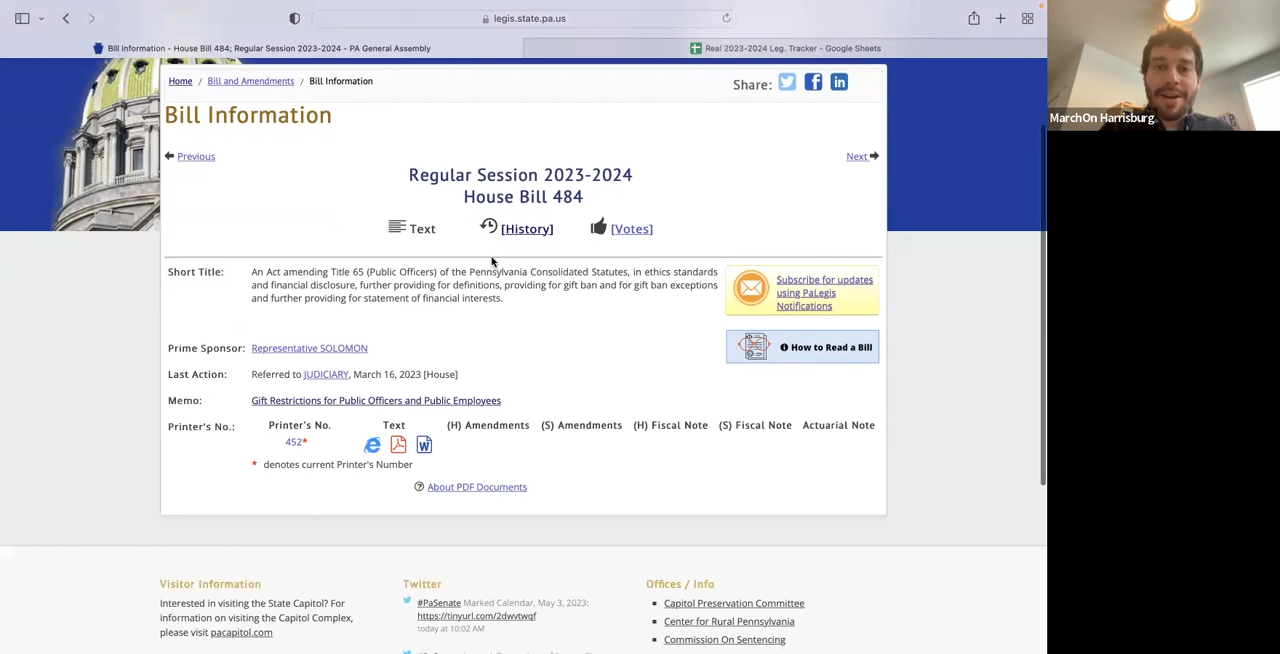 legis.state.pa.us
Bill Information - House Bill 484; Regular Session 2023-2024 - PA General Assembly
Real 2023-2024 Leg. Tracker - Google Sheets
MarchOn Harrisburg
Home / Bill and Amendments / Bill Information
Share:
Bill Information
Previous
Next
Regular Session 2023-2024
House Bill 484
Text [History] [Votes]
Short Title: An Act amending Title 65 (Public Officers) of the Pennsylvania Consolidated Statutes, in ethics standards
and financial disclosure, further providing for definitions, providing for gift ban and for gift ban exceptions
and further providing for statement of financial interests.
Subscribe for updates
using PaLegis
Notifications
How to Read a Bill
Prime Sponsor: Representative SOLOMON
Last Action: Referred to JUDICIARY, March 16, 2023 [House]
Memo: Gift Restrictions for Public Officers and Public Employees
Printer's No.: Printer's No. Text (H) Amendments (S) Amendments (H) Fiscal Note (S) Fiscal Note Actuarial Note
452*
* denotes current Printer's Number
About PDF Documents
Visitor Information
Interested in visiting the State Capitol? For
information on visiting the Capitol Complex,
please visit pacapitol.com
Twitter
#PaSenate Marked Calendar, May 3, 2023:
https://tinyurl.com/2dwvtwqf
today at 10:02 AM
Offices / Info
Capitol Preservation Committee
Center for Rural Pennsylvania
Commission On Sentencing